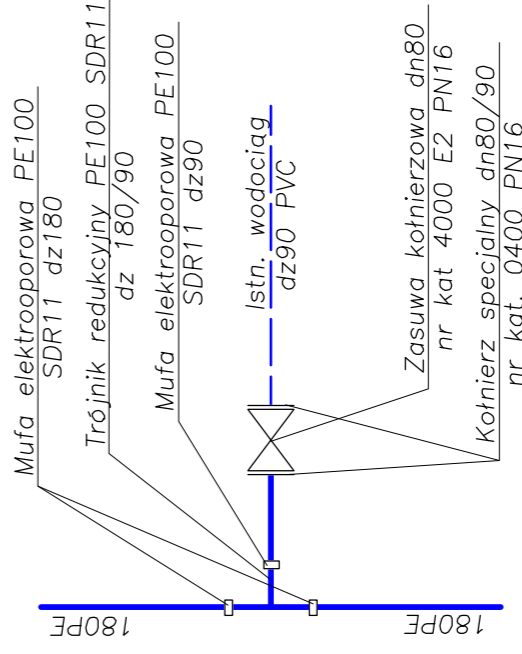 Mufa elektrooporowa PE100
SDR11 dz180
Trójnik redukcyjny PE100 SDR11
dz 180/90
Mufa elektrooporowa PE100
SDR11 dz90
Istn. wodociąg
dz90 PVC
Zasuwa kołnierzowa dn80
nr kat 4000 E2 PN16
Kołnierz specjalny dn80/90
nr kat. 0400 PN16
180PE
180PE